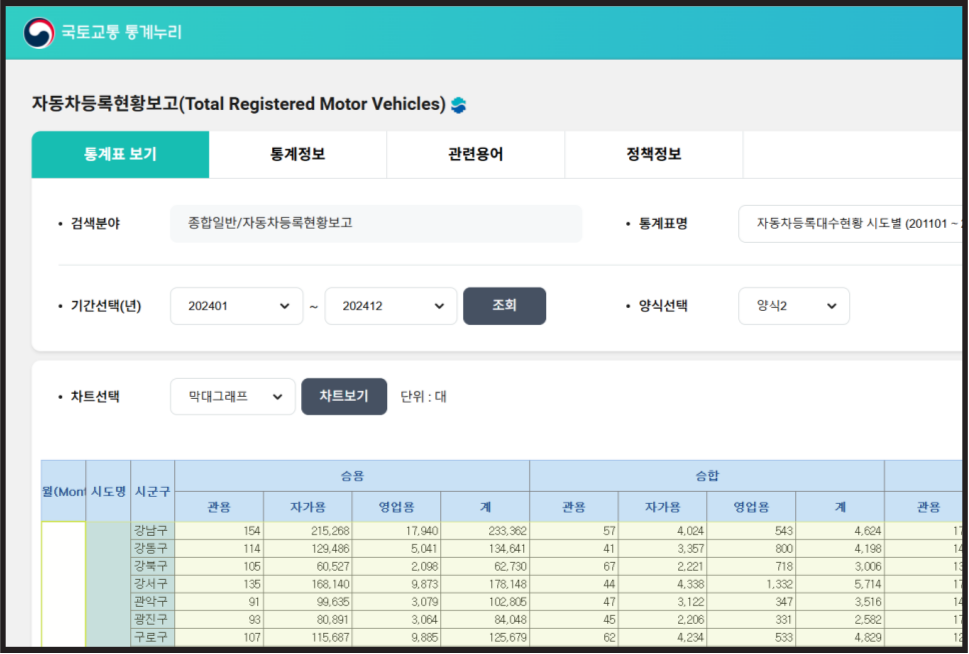 국토교통 통계누리
자동차등록현황보고(Total Registered Motor Vehicles)
통계표 보기 통계정보 관련용어 정책정보
• 검색분야 종합일반/자동차등록현황보고 • 통계표명 자동차등록대수현황 시도별 (201101 ~
• 기간선택(년) 202401 ~ 202412 조회 • 양식선택 양식2
• 차트선택 막대그래프 차트보기 단위 : 대
월(Mont 시도명 시군구 승용 승합
관용 자가용 영업용 계 관용 자가용 영업용 계 관용
강남구 154 215,268 17,940 233,362 57 4,024 543 4,624
강동구 114 129,486 5,041 134,641 41 3,357 800 4,198
강북구 105 60,527 2,098 62,730 67 2,221 718 3,006
강서구 135 168,140 9,873 178,148 44 4,338 1,332 5,714
관악구 91 99,635 3,079 102,805 47 3,122 347 3,516
광진구 93 80,891 3,064 84,048 45 2,206 331 2,582
구로구 107 115,687 9,885 125,679 62 4,234 533 4,829